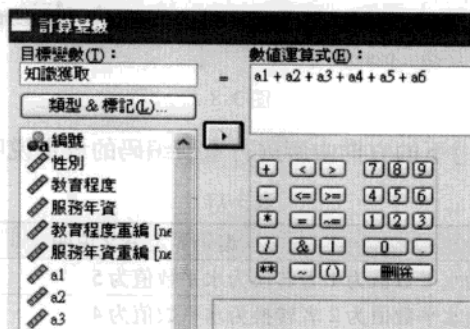 計算變數
目標變數(T)：
數值運算式(E)：
知識獲取
=
a1 + a2 + a3 + a4 + a5 + a6
類型 & 標記(L)...
編號
性別
教育程度
服務年資
教育程度重編 [ne
服務年資重編 [ne
a1
a2
a3
+ < > 7 8 9
- <= >= 4 5 6
* = ~= 1 2 3
/ & | 0 .
** ~ () 刪除